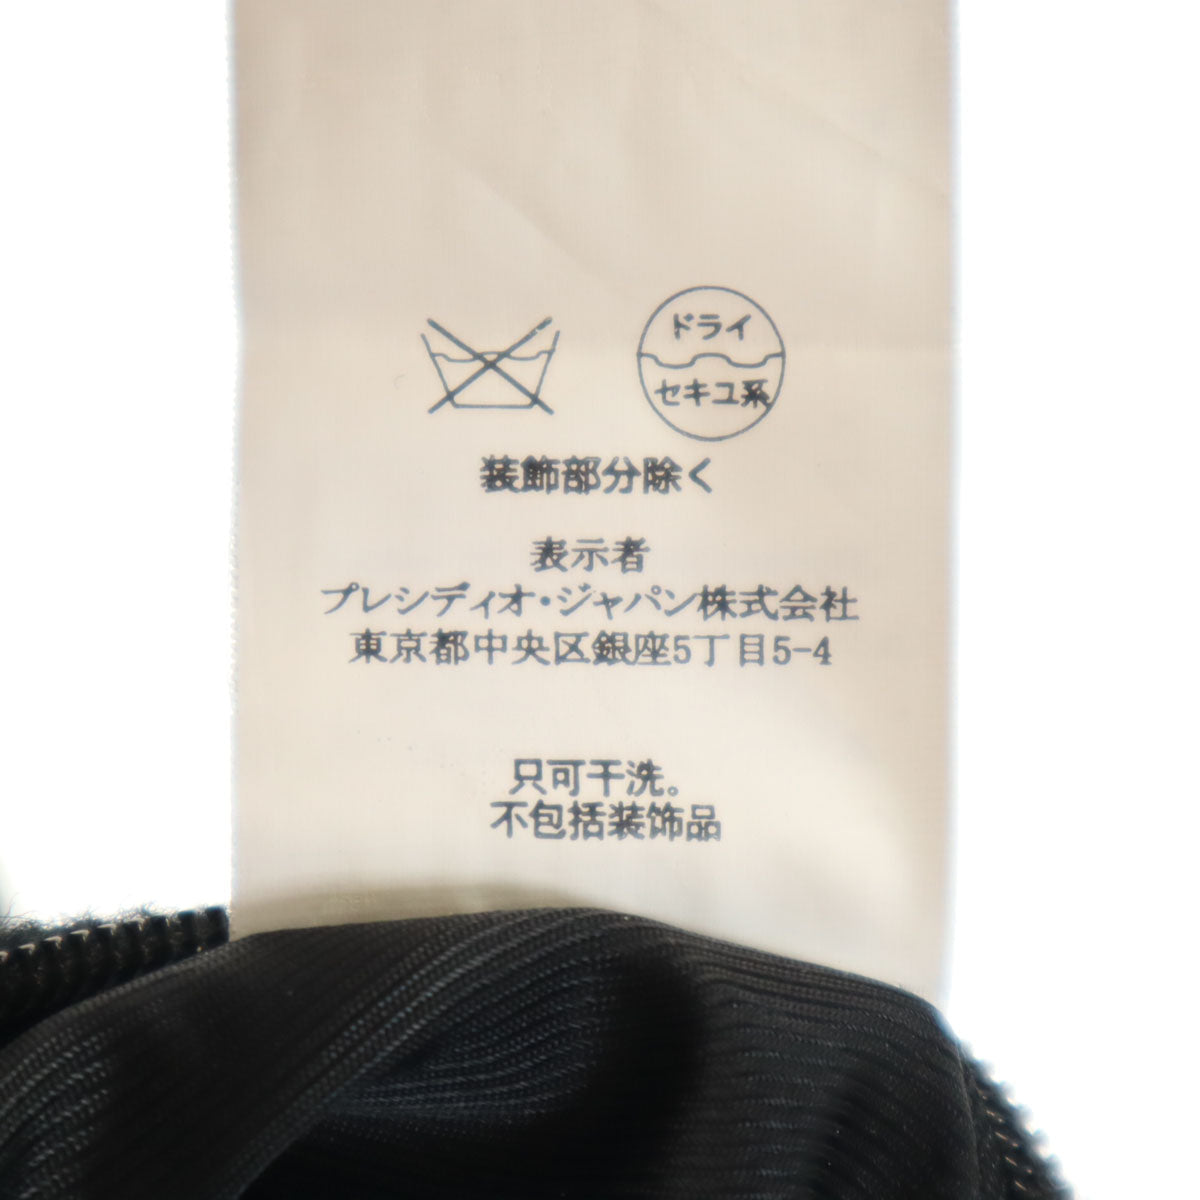 ドライ
セキユ系
装飾部分除く
表示者
プレシディオ・ジャパン株式会社
東京都中央区銀座5丁目5-4
只可干洗。
不包括装饰品